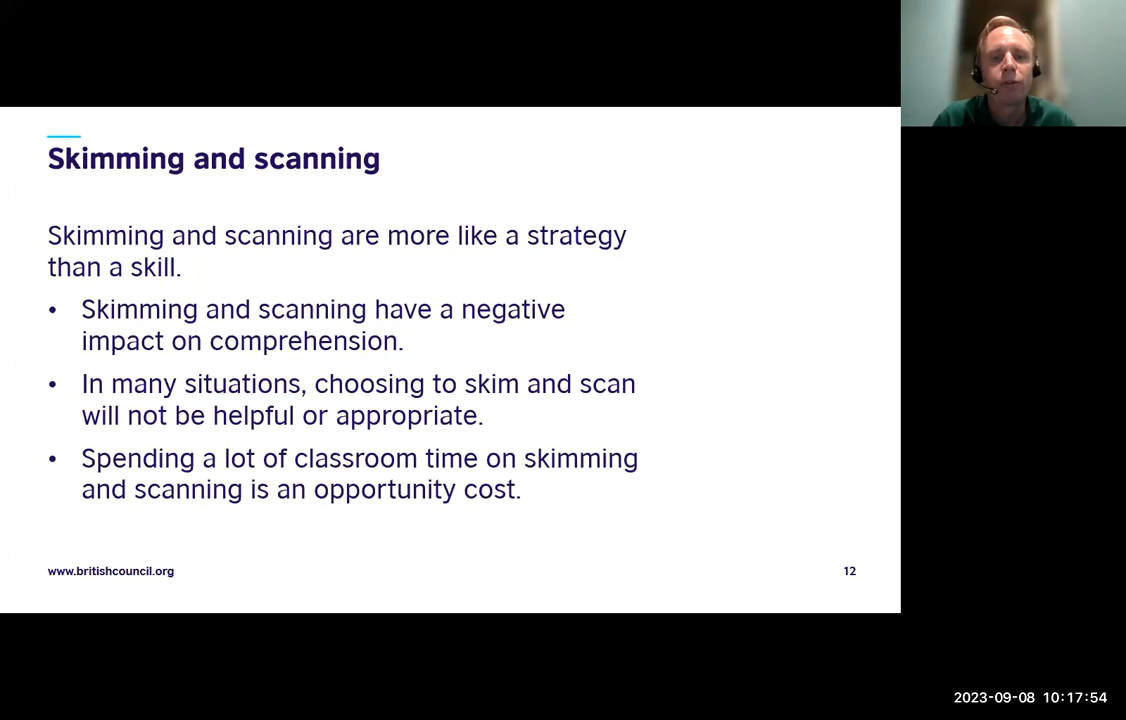 Skimming and scanning
Skimming and scanning are more like a strategy
than a skill.
• Skimming and scanning have a negative
impact on comprehension.
• In many situations, choosing to skim and scan
will not be helpful or appropriate.
• Spending a lot of classroom time on skimming
and scanning is an opportunity cost.
www.britishcouncil.org
12
2023-09-08 10:17:54